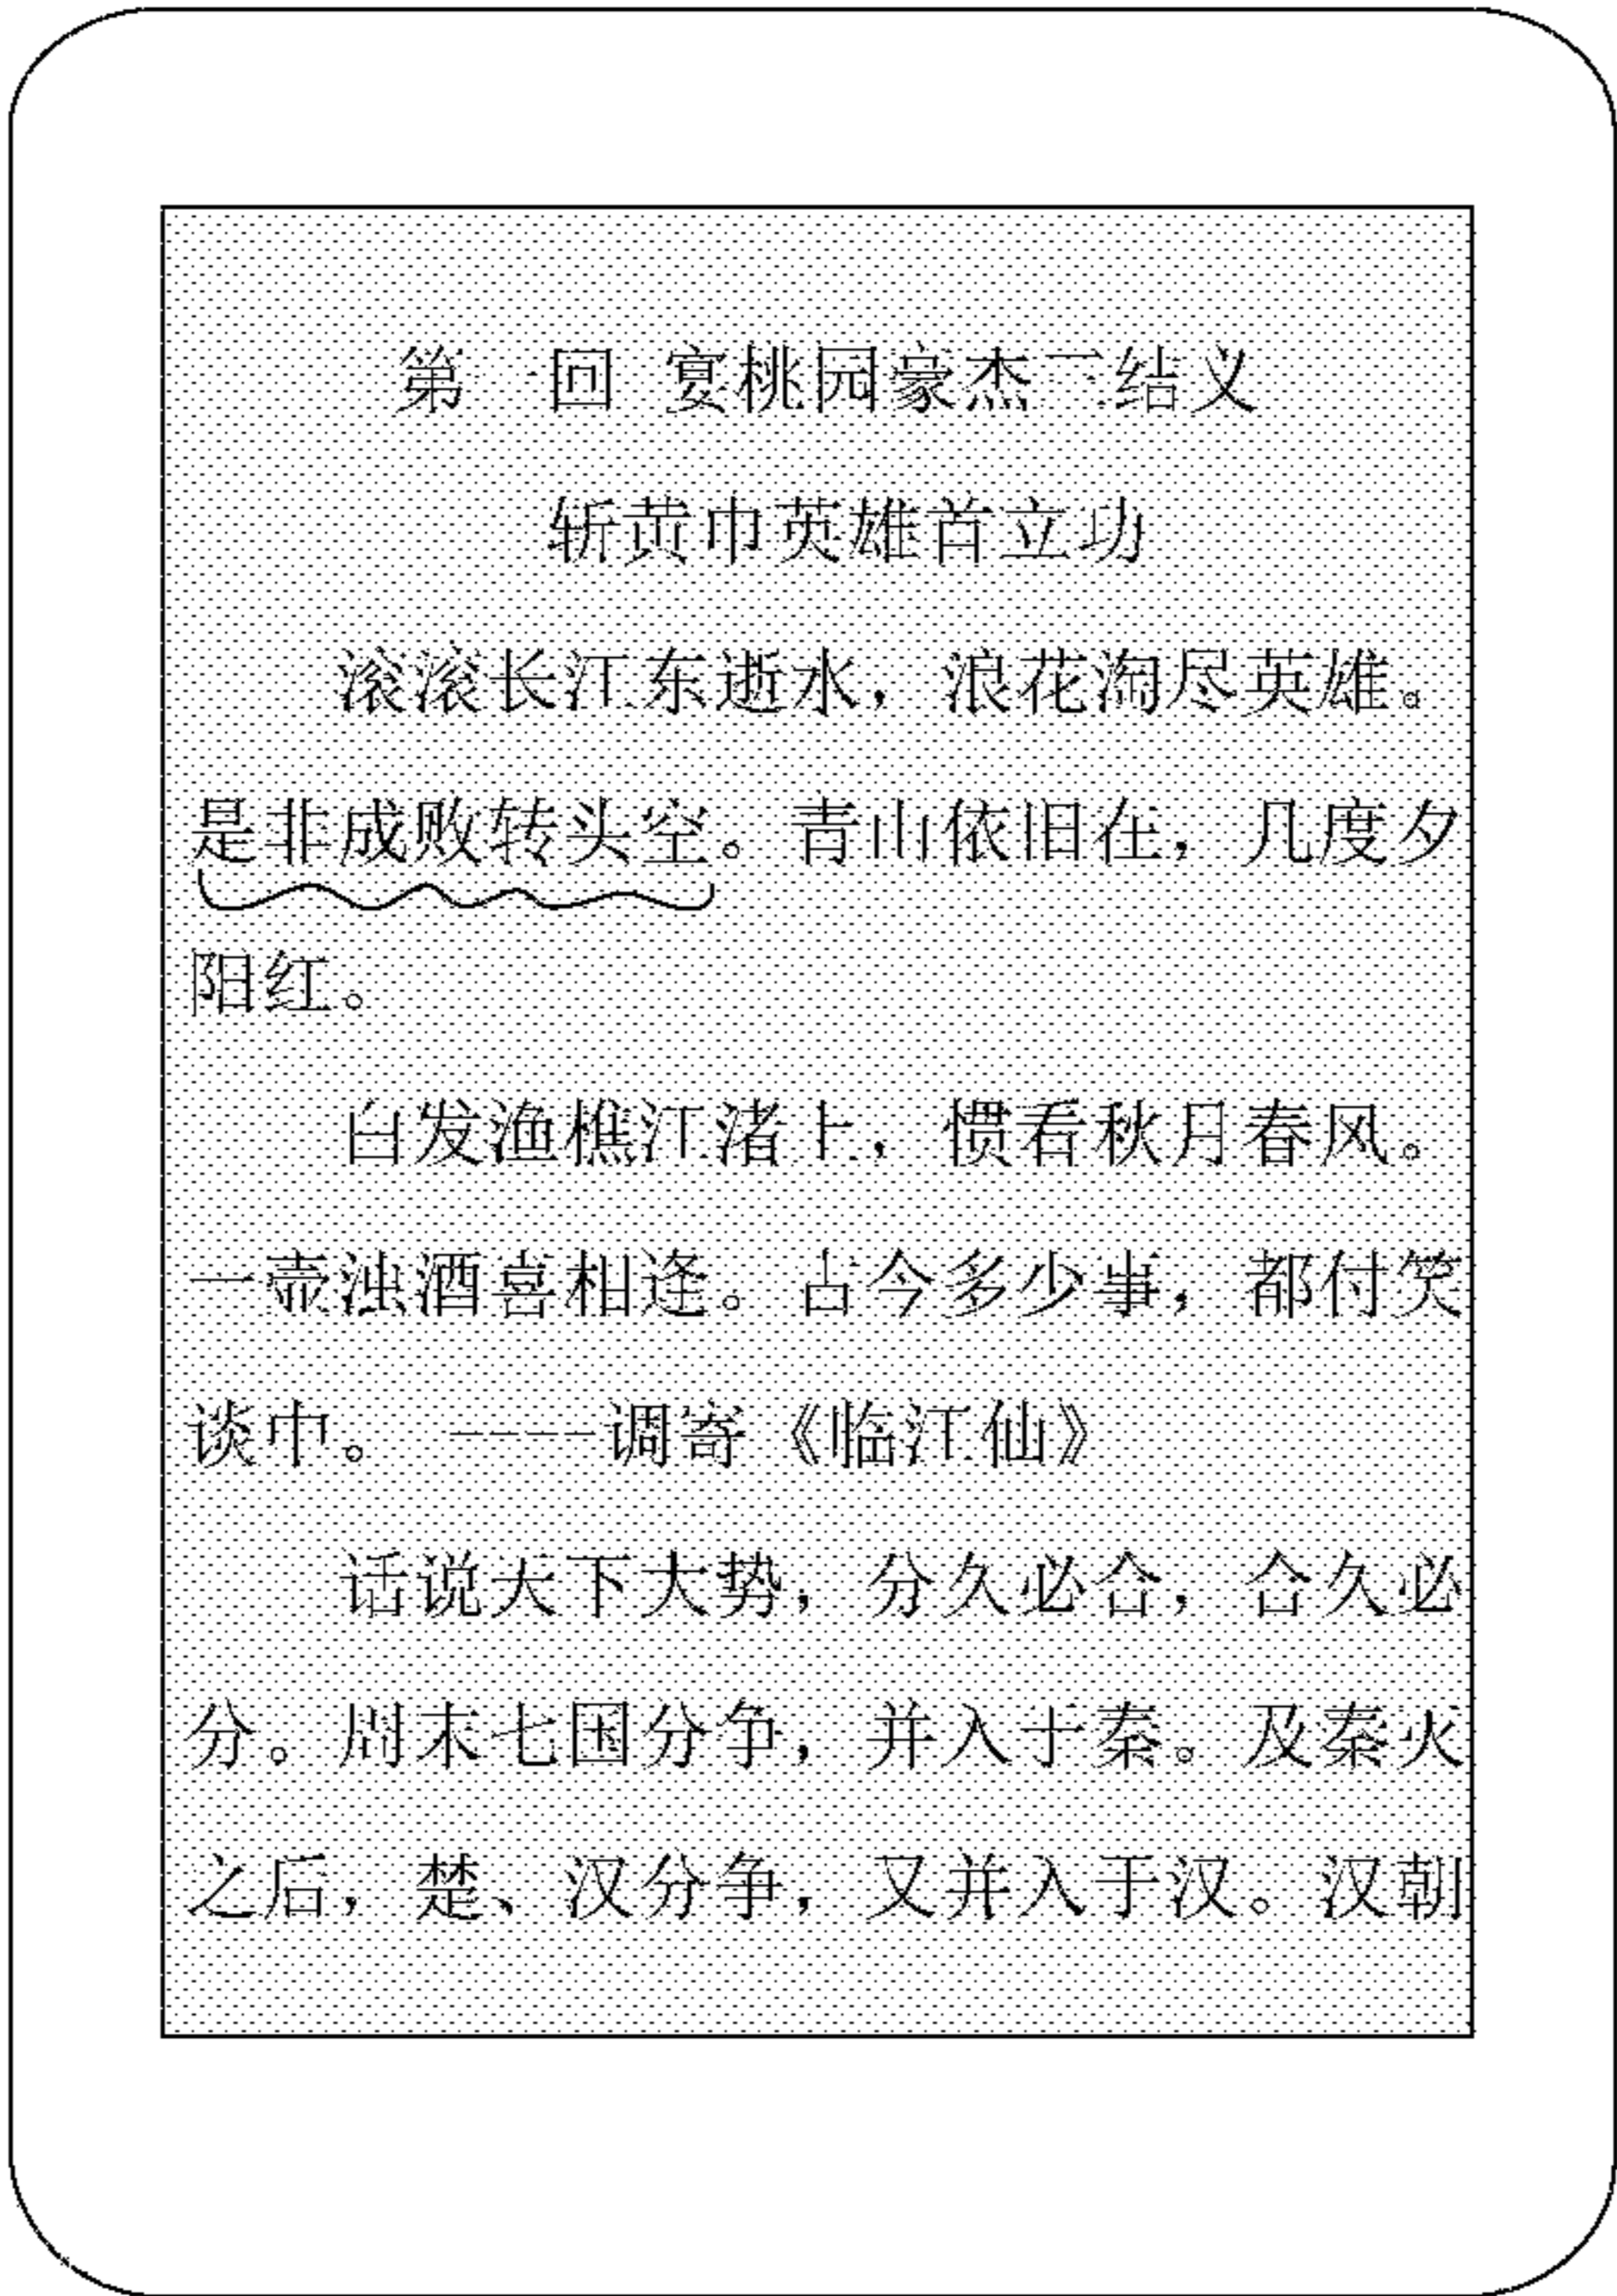 第一回 宴桃园豪杰三结义
斩黄巾英雄首立功
滚滚长江东逝水，浪花淘尽英雄。
是非成败转头空。青山依旧在，几度夕
阳红。
白发渔樵江渚上，惯看秋月春风。
一壶浊酒喜相逢。古今多少事，都付笑
谈中。 ----调寄《临江仙》
话说天下大势，分久必合，合久必
分。周末七国分争，并入于秦。及秦灭
之后，楚、汉分争，又并入于汉。汉朝